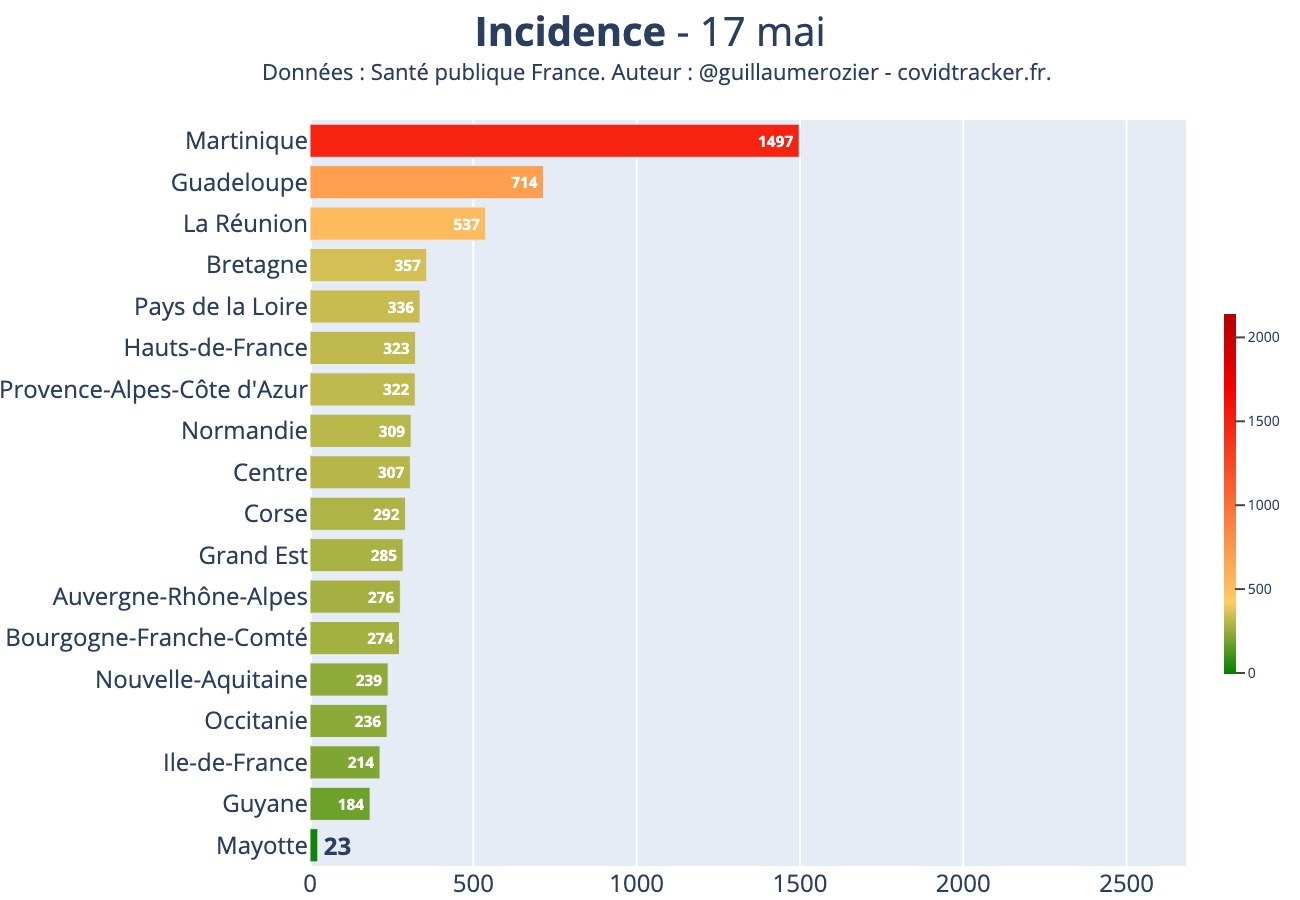 Incidence - 17 mai
Données : Santé publique France. Auteur : @guillaumerozier - covidtracker.fr.
Martinique 1497
Guadeloupe 714
La Réunion 537
Bretagne 357
Pays de la Loire 336
Hauts-de-France 323
Provence-Alpes-Côte d'Azur 322
Normandie 309
Centre 307
Corse 292
Grand Est 285
Auvergne-Rhône-Alpes 276
Bourgogne-Franche-Comté 274
Nouvelle-Aquitaine 239
Occitanie 236
Ile-de-France 214
Guyane 184
Mayotte 23
0 500 1000 1500 2000 2500
2000
1500
1000
500
0